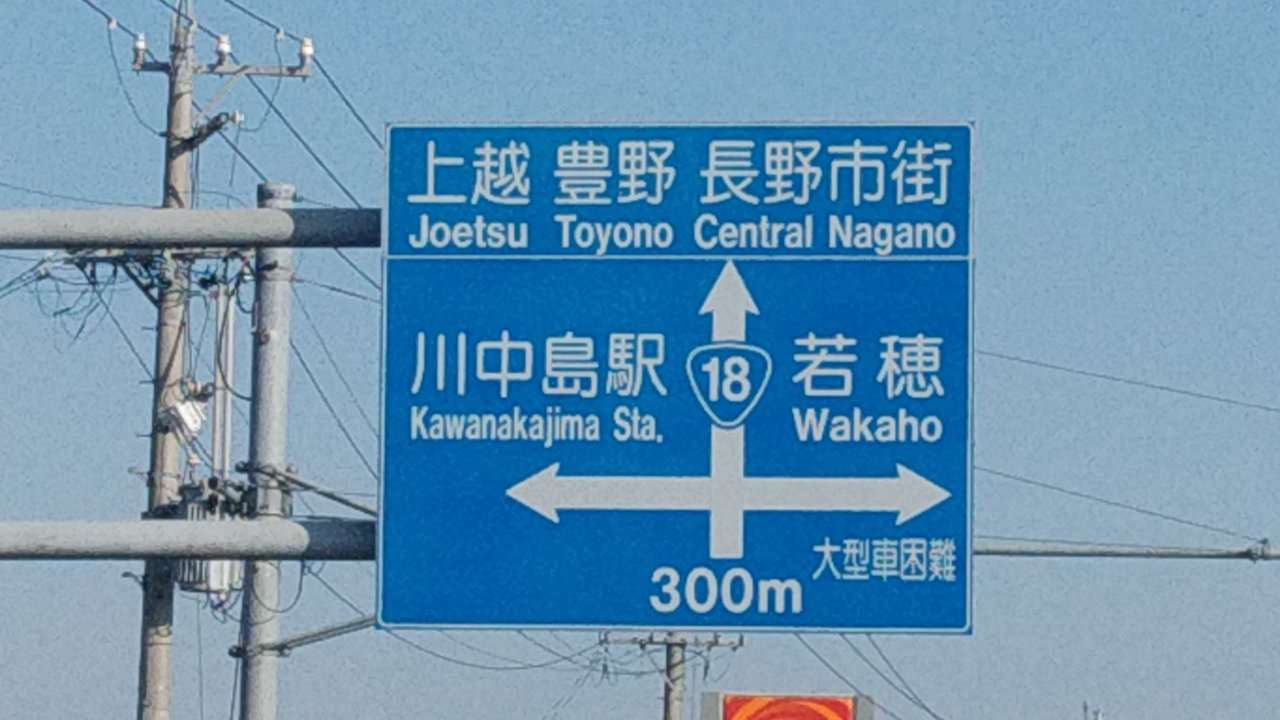 上越 豊野 長野市街
Joetsu Toyono Central Nagano
川中島駅 18 若穂
Kawanakajima Sta. Wakaho
大型車困難
300m